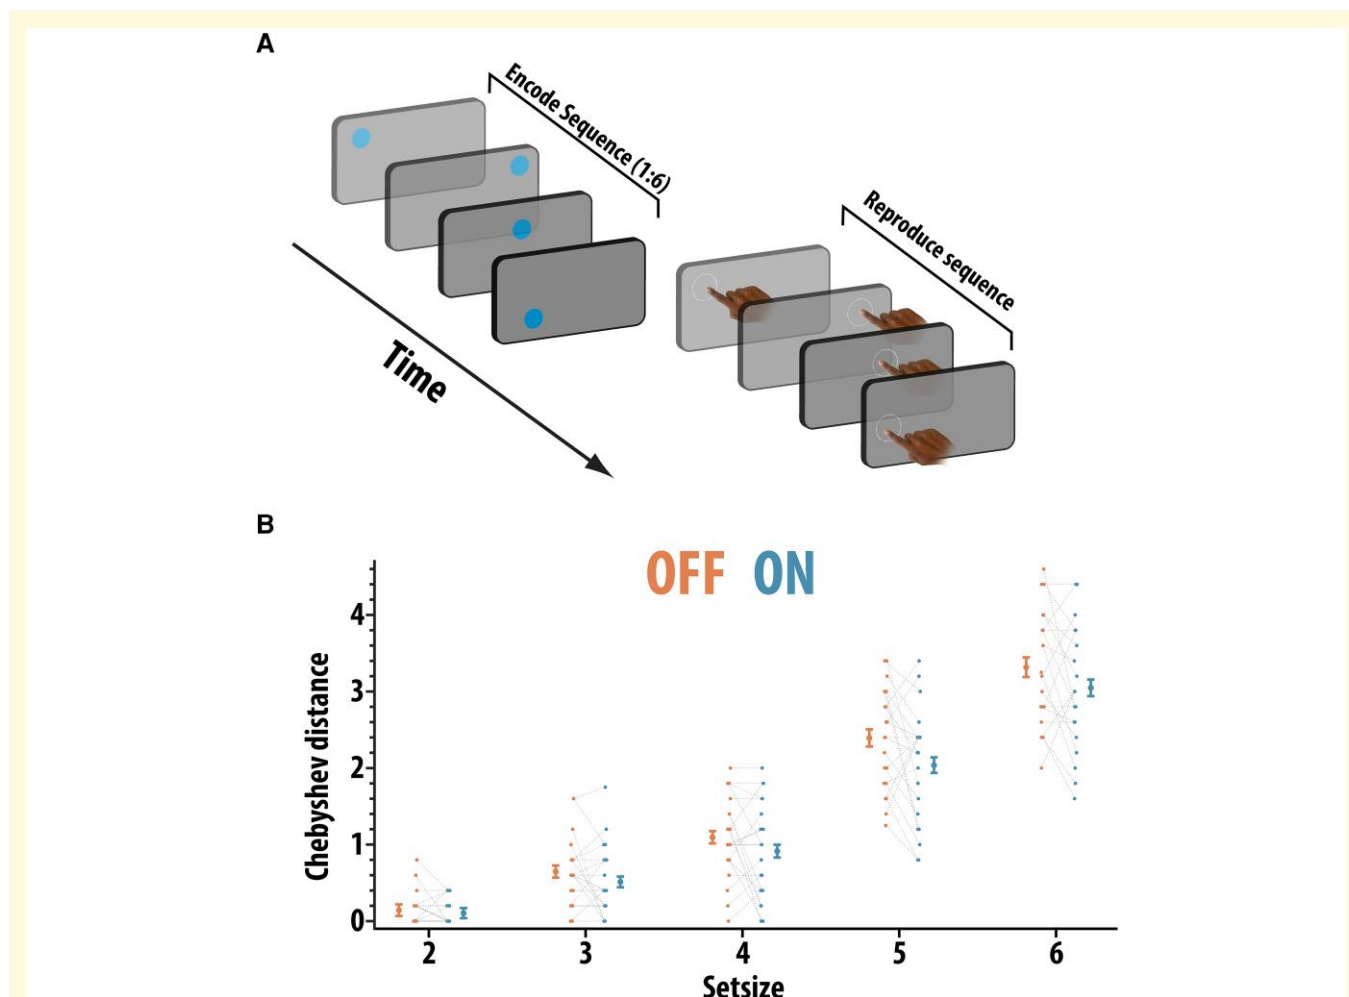 A
Encode Sequence (1:6)
Reproduce sequence
Time
B
OFF ON
Chebyshev distance
4
3
2
1
0
2 3 4 5 6
Setsize